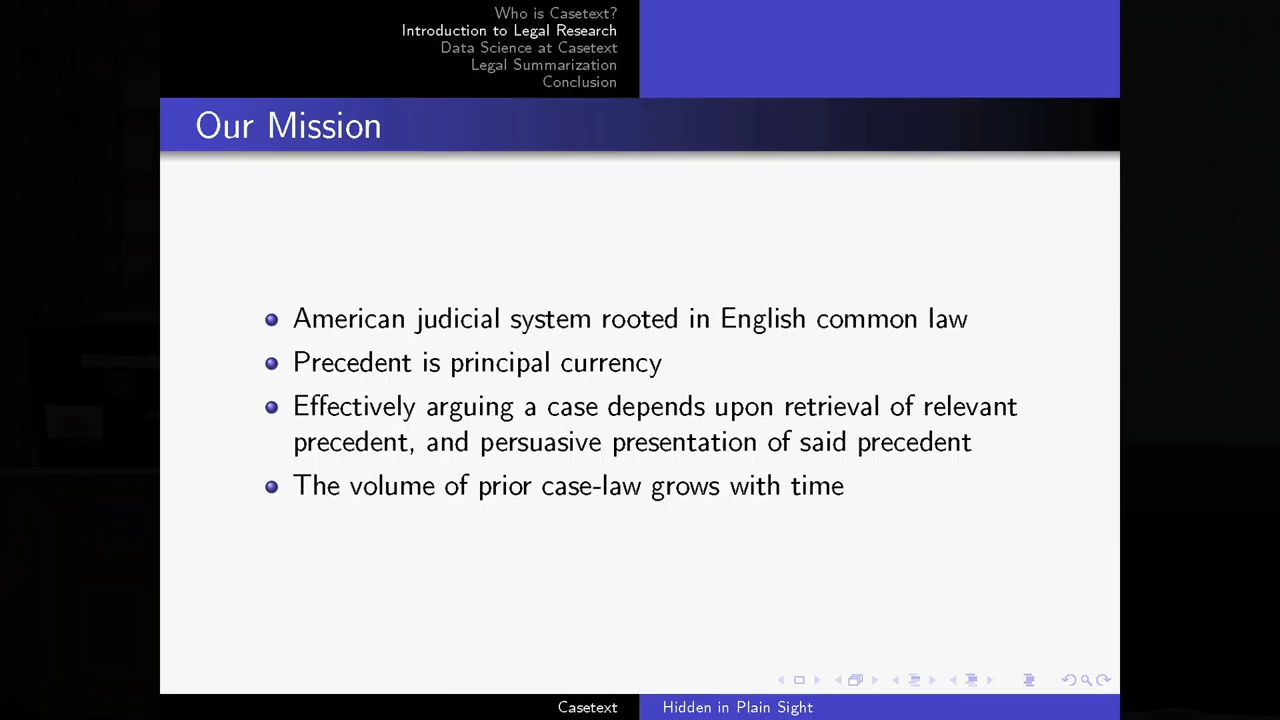 Who is Casetext?
Introduction to Legal Research
Data Science at Casetext
Legal Summarization
Conclusion
Our Mission
American judicial system rooted in English common law
Precedent is principal currency
Effectively arguing a case depends upon retrieval of relevant
precedent, and persuasive presentation of said precedent
The volume of prior case-law grows with time
Casetext
Hidden in Plain Sight